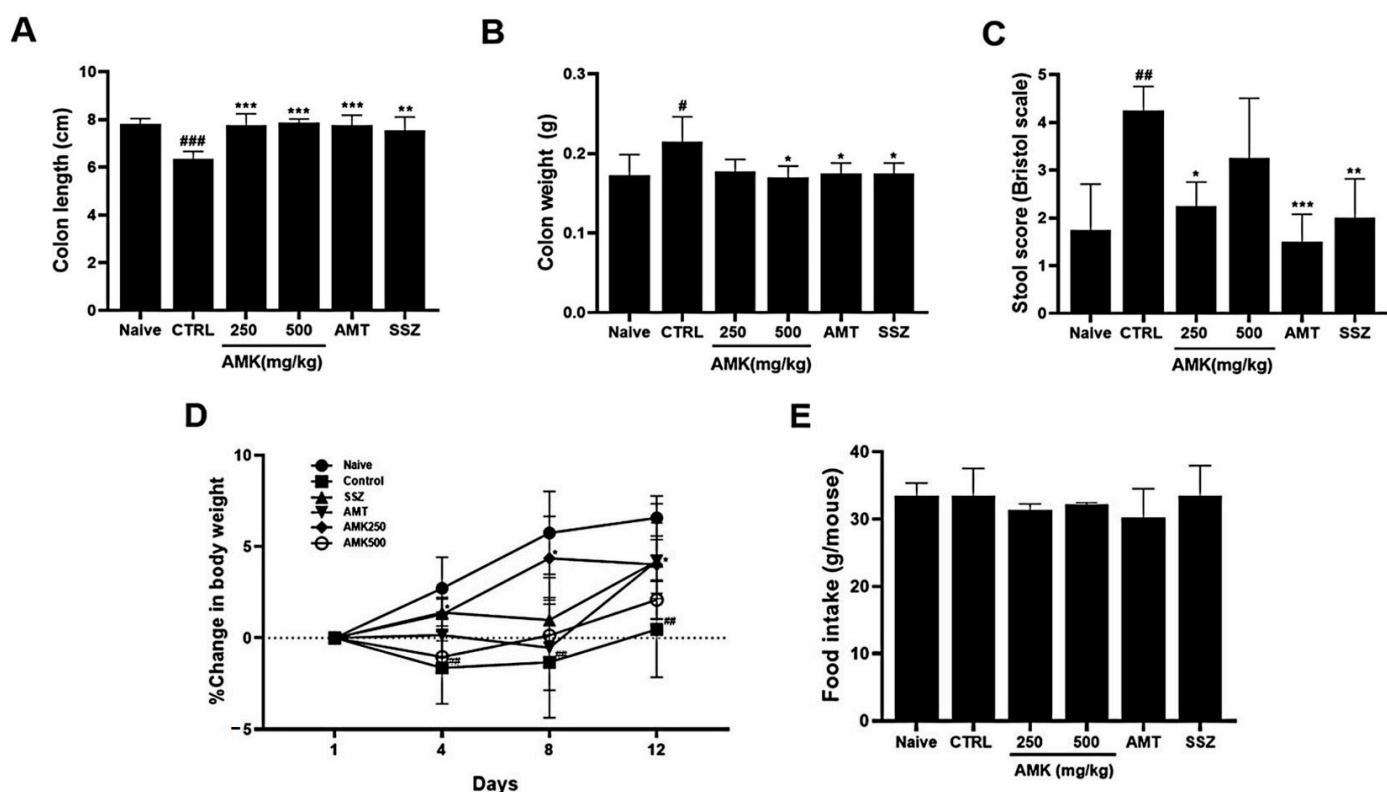 A
Colon length (cm)
10
8
6
4
2
0
###
***
***
***
**
Naive CTRL 250 500 AMT SSZ
AMK(mg/kg)
B
Colon weight (g)
0.3
0.2
0.1
0.0
#
*
*
*
Naive CTRL 250 500 AMT SSZ
AMK(mg/kg)
C
Stool score (Bristol scale)
5
4
3
2
1
0
##
*
***
**
Naive CTRL 250 500 AMT SSZ
AMK(mg/kg)
D
%Change in body weight
10
5
0
−5
Naive
Control
SSZ
AMT
AMK250
AMK500
*
##
*
##
*
##
1 4 8 12
Days
E
Food intake (g/mouse)
40
30
20
10
0
Naive CTRL 250 500 AMT SSZ
AMK (mg/kg)